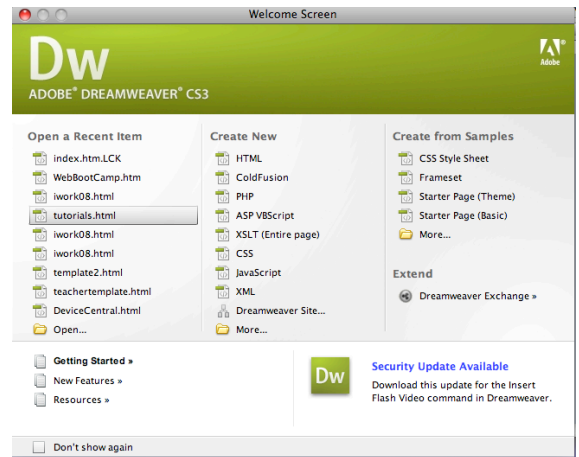 Welcome Screen
Dw
ADOBE® DREAMWEAVER® CS3
Adobe®
Open a Recent Item
index.htm.LCK
WebBootCamp.htm
iwork08.html
tutorials.html
iwork08.html
iwork08.html
template2.html
teachertemplate.html
DeviceCentral.html
Open...
Create New
HTML
ColdFusion
PHP
ASP VBScript
XSLT (Entire page)
CSS
JavaScript
XML
Dreamweaver Site...
More...
Create from Samples
CSS Style Sheet
Frameset
Starter Page (Theme)
Starter Page (Basic)
More...
Extend
Dreamweaver Exchange »
Getting Started »
New Features »
Resources »
Dw
Security Update Available
Download this update for the Insert
Flash Video command in Dreamweaver.
Don't show again